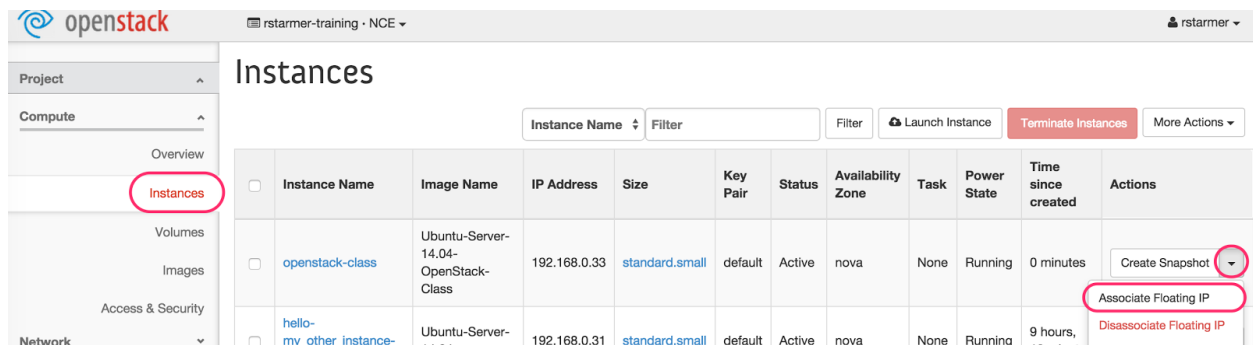 openstack
rstarmer-training · NCE
rstarmer
Project
Compute
Overview
Instances
Volumes
Images
Access & Security
Network
Instances
Instance Name Filter Filter Launch Instance Terminate Instances More Actions
Instance Name Image Name IP Address Size Key Pair Status Availability Zone Task Power State Time since created Actions
openstack-class Ubuntu-Server-14.04-OpenStack-Class 192.168.0.33 standard.small default Active nova None Running 0 minutes Create Snapshot
Associate Floating IP
Disassociate Floating IP
hello-
my_other_instance- Ubuntu-Server- 192.168.0.31 standard.small default Active nova None Running 9 hours,